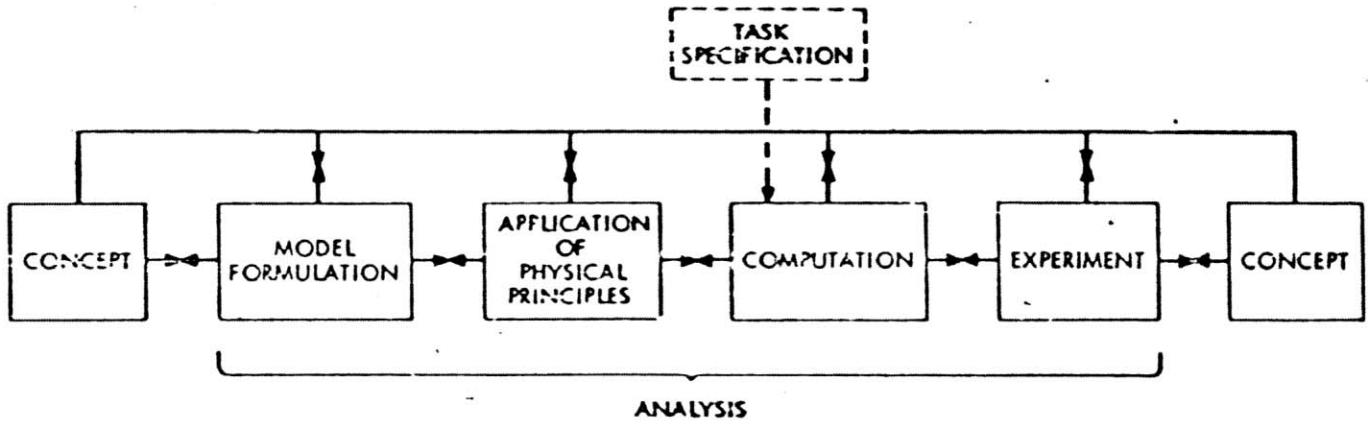 TASK
SPECIFICATION
CONCEPT
MODEL
FORMULATION
APPLICATION
OF
PHYSICAL
PRINCIPLES
COMPUTATION
EXPERIMENT
CONCEPT
ANALYSIS